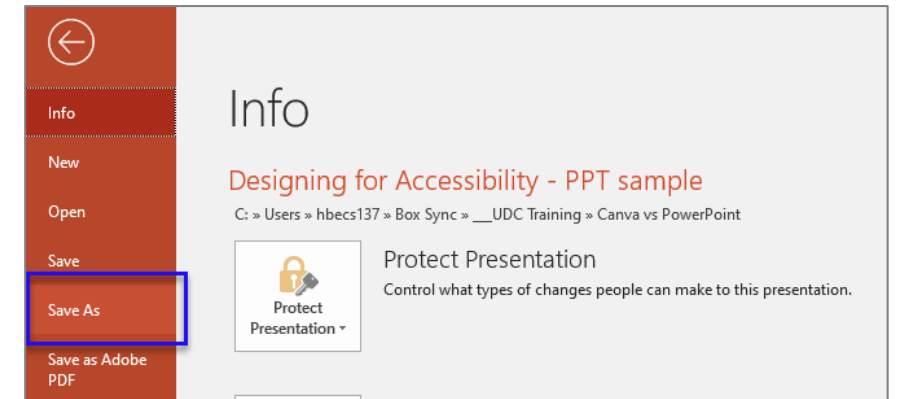 Info
New
Open
Save
Save As
Save as Adobe
PDF
Info
Designing for Accessibility - PPT sample
C: » Users » hbecs137 » Box Sync » ___UDC Training » Canva vs PowerPoint
Protect
Presentation
Protect Presentation
Control what types of changes people can make to this presentation.